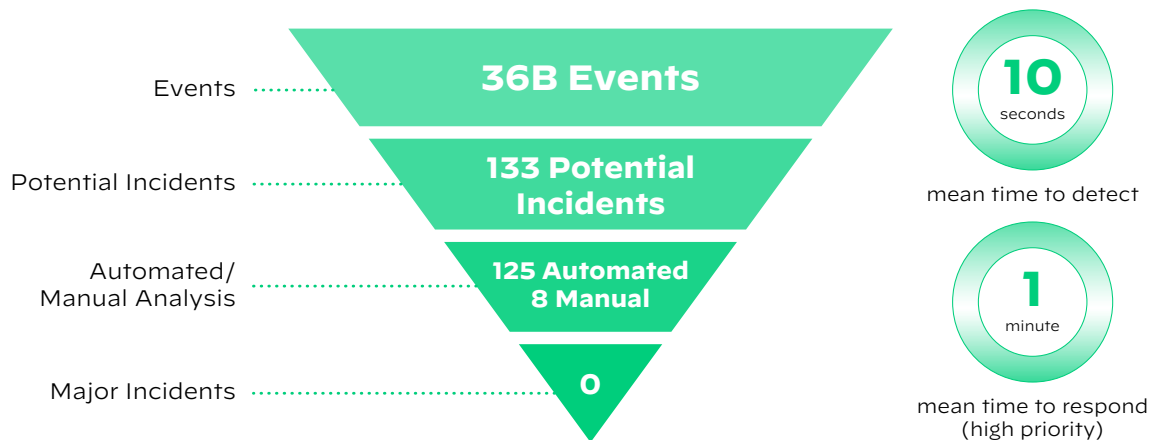 Events
36B Events
Potential Incidents
133 Potential
Incidents
Automated/
Manual Analysis
125 Automated
8 Manual
Major Incidents
0
10
seconds
mean time to detect
1
minute
mean time to respond
(high priority)